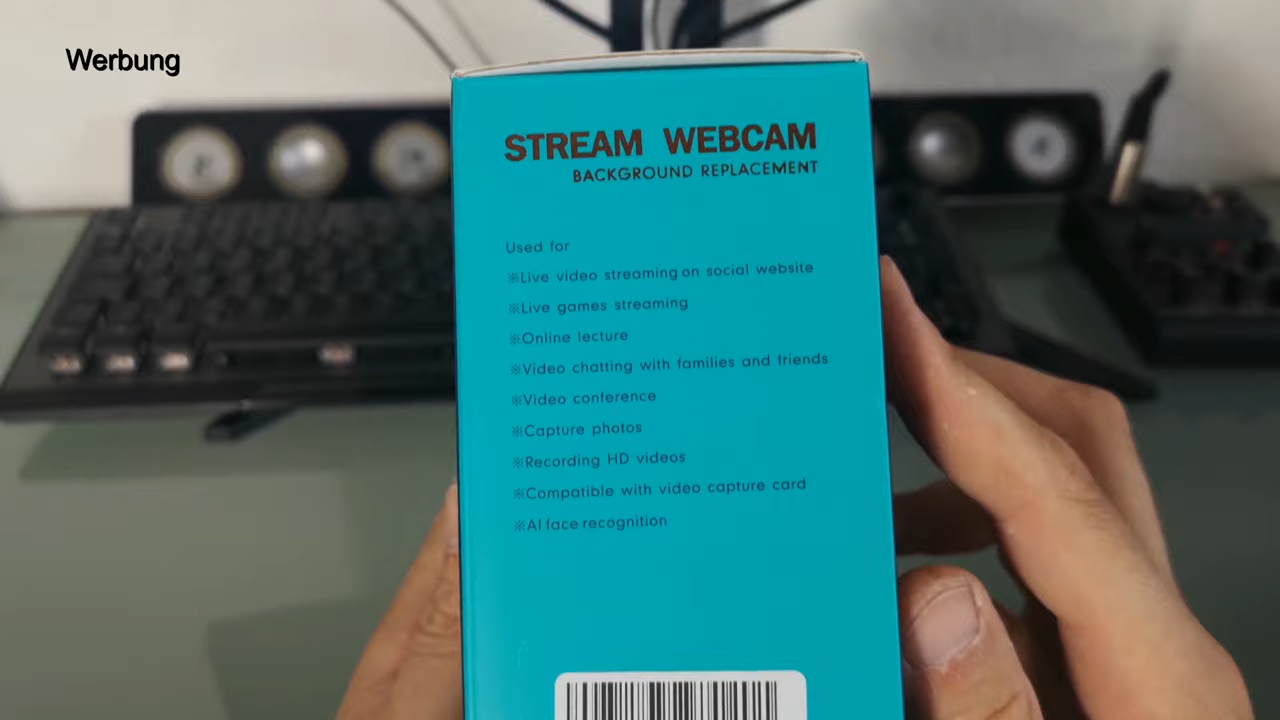 Werbung
STREAM WEBCAM
BACKGROUND REPLACEMENT
Used for
※Live video streaming on social website
※Live games streaming
※Online lecture
※Video chatting with families and friends
※Video conference
※Capture photos
※Recording HD videos
※Compatible with video capture card
※AI face recognition